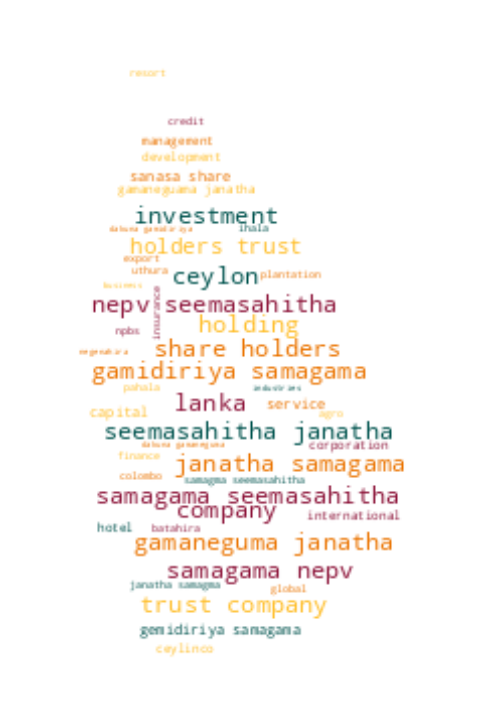 resort
credit
management
development
sanasa share
gamaneguama janatha
investment
dakuna gamidiriya
ihala
holders trust
export
uthura
ceylon
plantation
business
nepv
insurance
seemasahitha
holding
npbs
share holders
negenahira
gamidiriya samagama
pahala
industries
lanka
service
capital
agro
seemasahitha janatha
dakuna gamaneguma
corporation
finance
janatha samagama
colombo
samagma seemasahitha
samagama seemasahitha
company
international
hotel
batahira
gamaneguma janatha
samagama nepv
janatha samagma
global
trust company
gemidiriya samagama
ceylinco